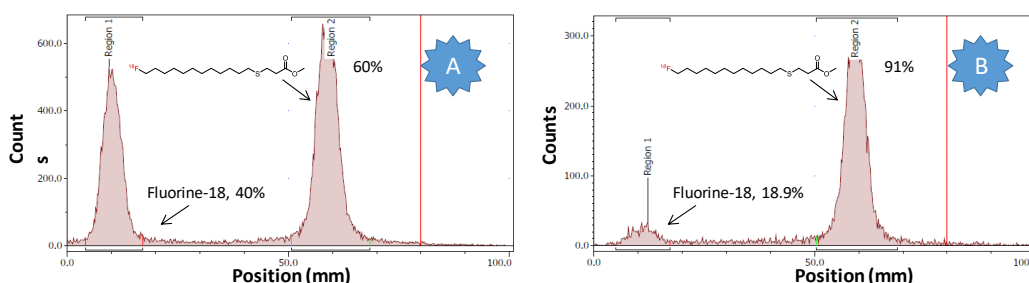 600.0
400.0
200.0
0.0
Count
s
Region 1
Region 2
18F
S
O
O
60%
A
Fluorine-18, 40%
0.0
50.0
100.0
Position (mm)
300.0
200.0
100.0
0.0
Counts
Region 1
Region 2
18F
S
O
O
91%
B
Fluorine-18, 18.9%
0.0
50.0
100.0
Position (mm)